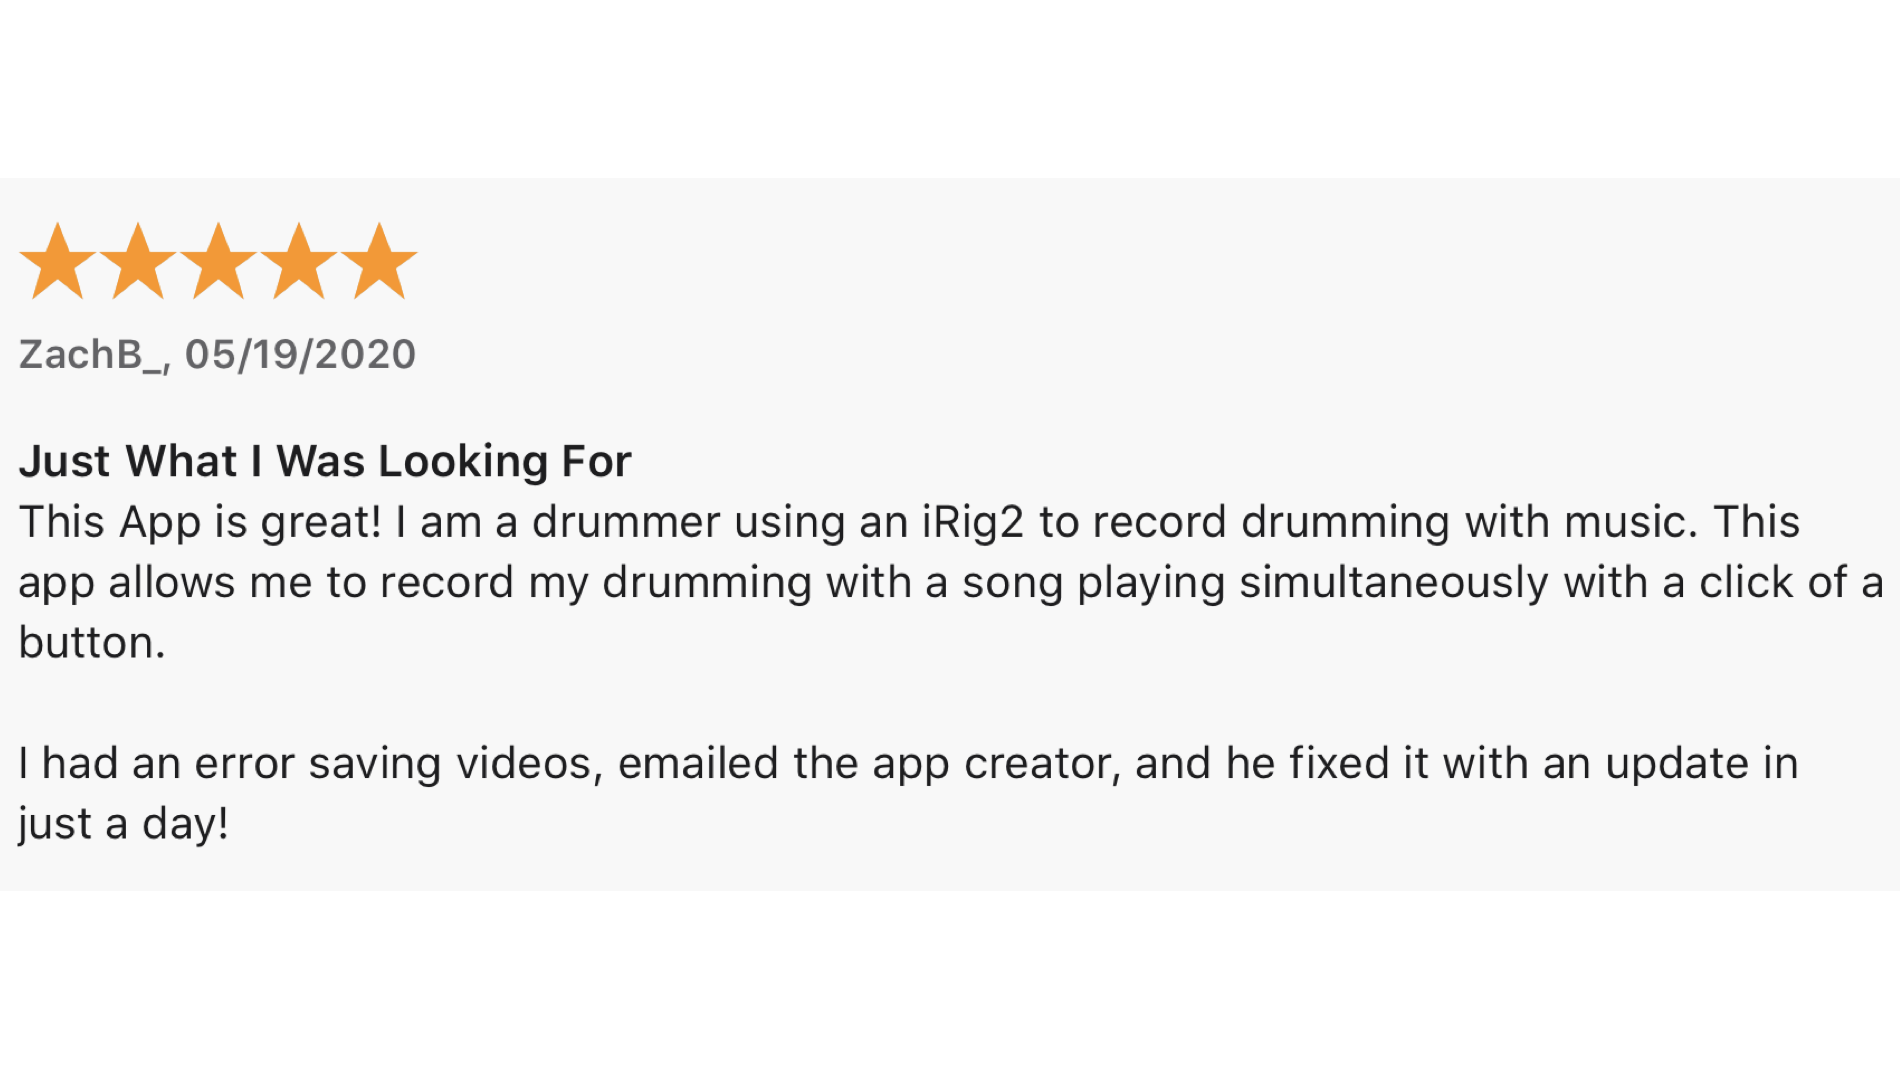 ZachB_, 05/19/2020
Just What I Was Looking For
This App is great! I am a drummer using an iRig2 to record drumming with music. This
app allows me to record my drumming with a song playing simultaneously with a click of a
button.
I had an error saving videos, emailed the app creator, and he fixed it with an update in
just a day!